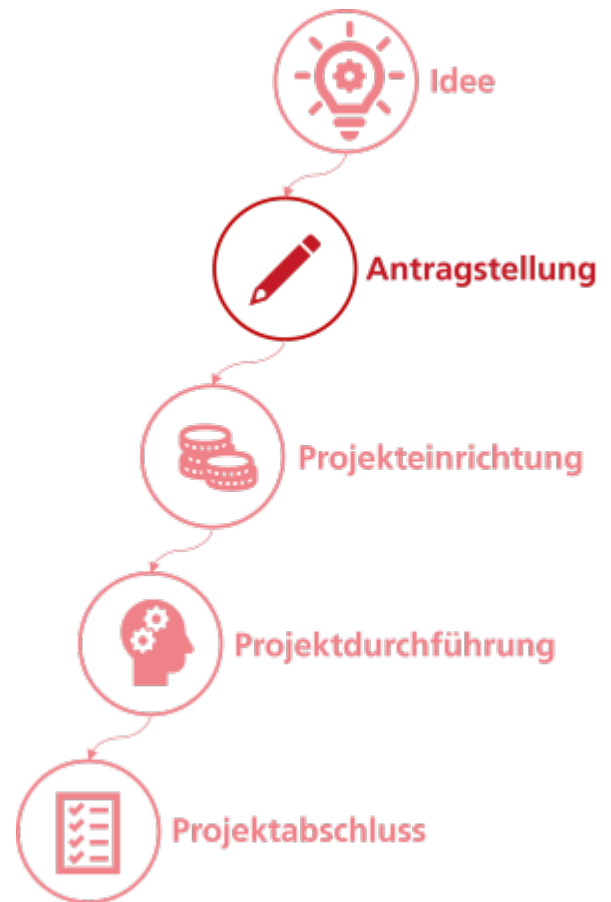 Idee
Antragstellung
Projekteinrichtung
Projektdurchführung
Projektabschluss